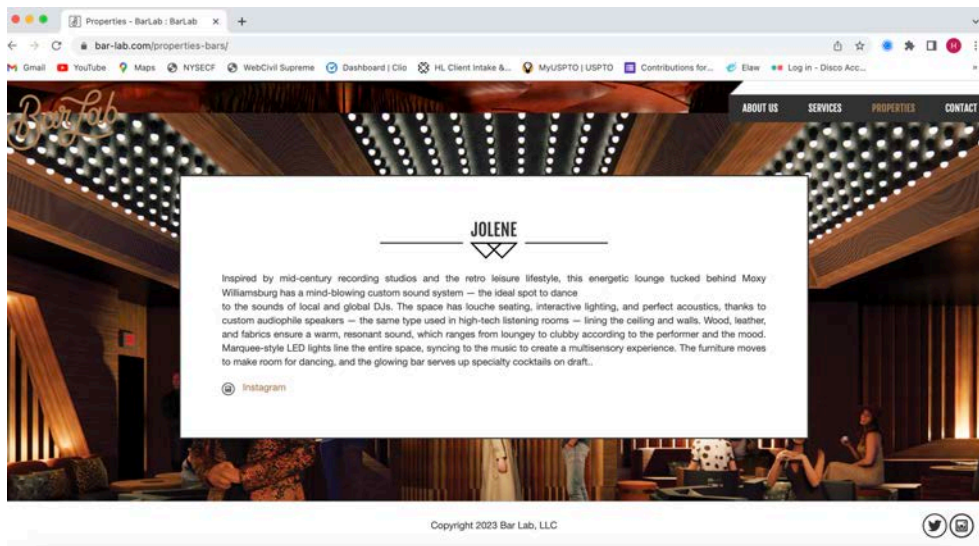 Properties - BarLab : BarLab
bar-lab.com/properties-bars/
Gmail YouTube Maps NYSECF WebCivil Supreme Dashboard | Clio HL Client Intake &... MyUSPTO | USPTO Contributions for... Elaw Log in - Disco Acc...
H
Bar Lab
ABOUT US SERVICES PROPERTIES CONTACT
JOLENE
Inspired by mid-century recording studios and the retro leisure lifestyle, this energetic lounge tucked behind Moxy
Williamsburg has a mind-blowing custom sound system — the ideal spot to dance
to the sounds of local and global DJs. The space has louche seating, interactive lighting, and perfect acoustics, thanks to
custom audiophile speakers — the same type used in high-tech listening rooms — lining the ceiling and walls. Wood, leather,
and fabrics ensure a warm, resonant sound, which ranges from loungey to clubby according to the performer and the mood.
Marquee-style LED lights line the entire space, syncing to the music to create a multisensory experience. The furniture moves
to make room for dancing, and the glowing bar serves up specialty cocktails on draft..
Instagram
Copyright 2023 Bar Lab, LLC